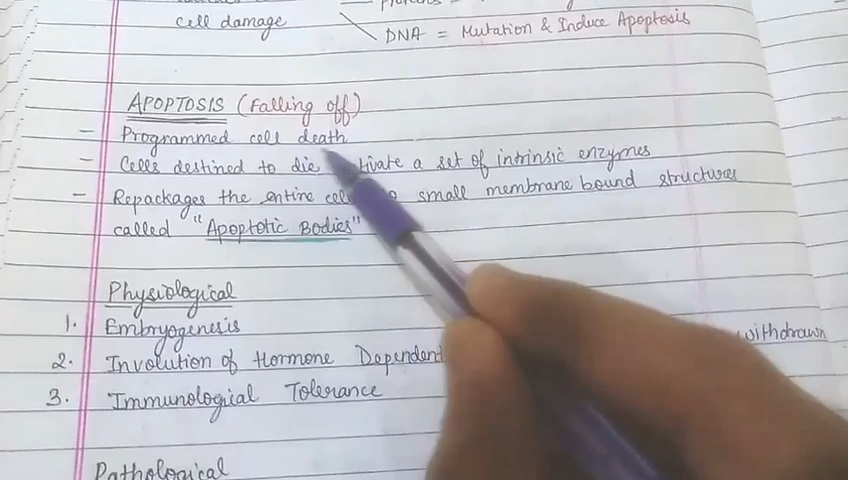 cell damage
DNA = Mutation & Induce Apoptosis
APOPTOSIS (Falling off)
- Programmed cell death
- Cells destined to die tivate a set of intrinsic enzymes
- Repackages the entire cell small membrane bound structures
called "Apoptotic Bodies"
Physiological
1. Embryogenesis
2. Involution of Hormone Dependent withdrawn
3. Immunological Tolerance
Pathological